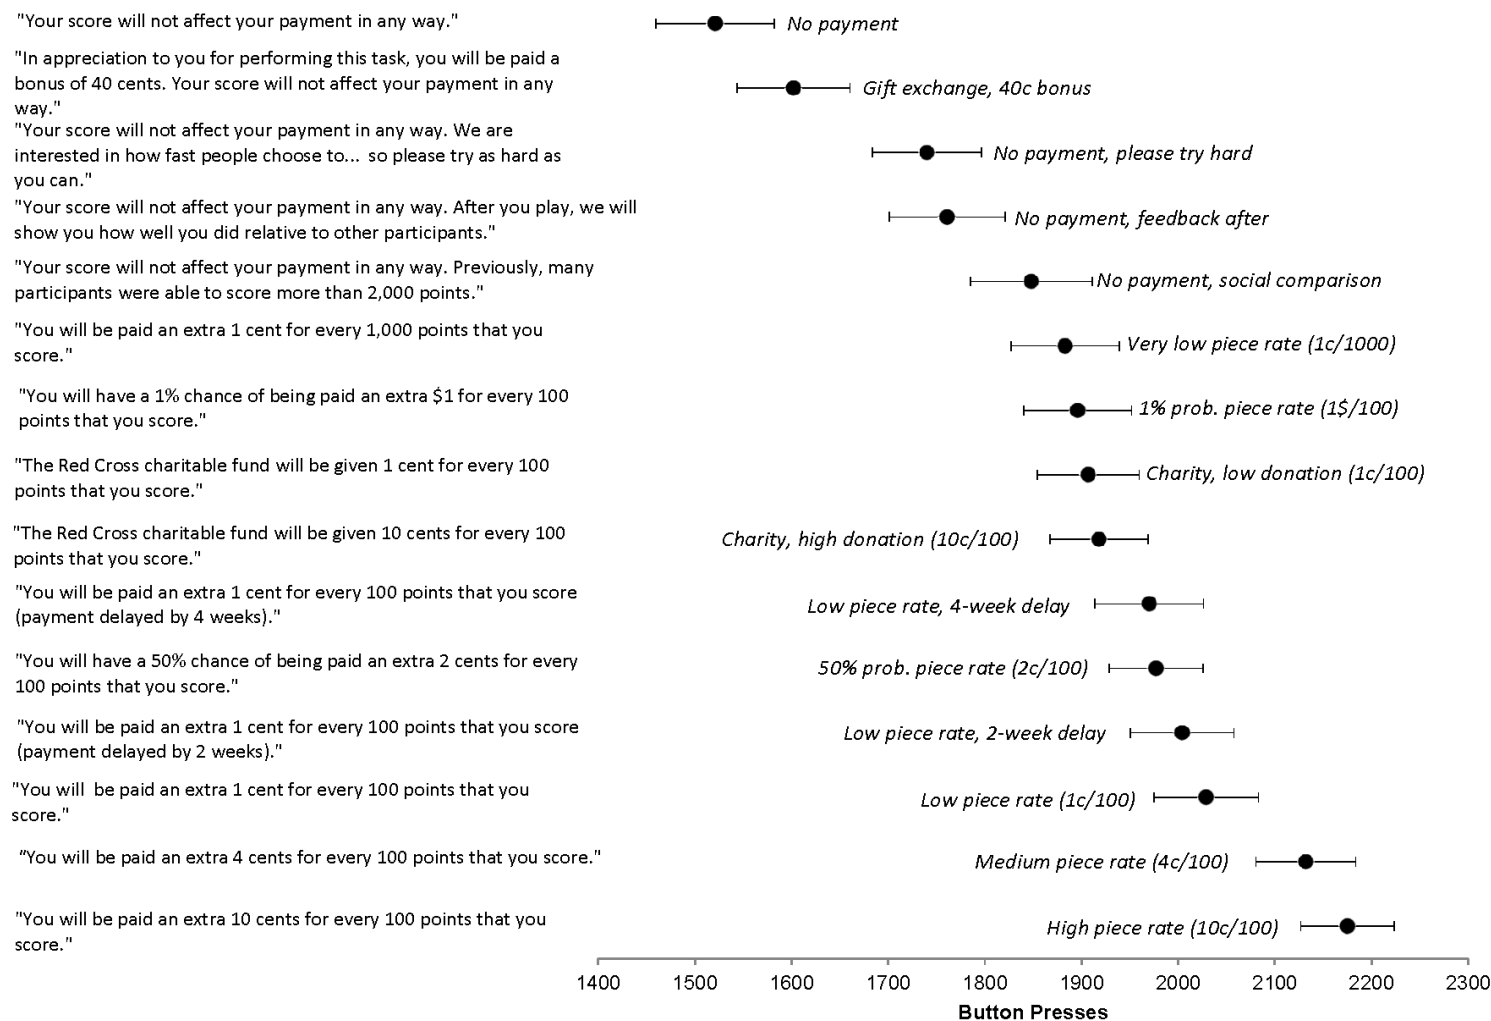 "Your score will not affect your payment in any way."
No payment
"In appreciation to you for performing this task, you will be paid a
bonus of 40 cents. Your score will not affect your payment in any
way."
Gift exchange, 40c bonus
"Your score will not affect your payment in any way. We are
interested in how fast people choose to... so please try as hard as
you can."
No payment, please try hard
"Your score will not affect your payment in any way. After you play, we will
show you how well you did relative to other participants."
No payment, feedback after
"Your score will not affect your payment in any way. Previously, many
participants were able to score more than 2,000 points."
No payment, social comparison
"You will be paid an extra 1 cent for every 1,000 points that you
score."
Very low piece rate (1c/1000)
"You will have a 1% chance of being paid an extra $1 for every 100
points that you score."
1% prob. piece rate (1$/100)
"The Red Cross charitable fund will be given 1 cent for every 100
points that you score."
Charity, low donation (1c/100)
"The Red Cross charitable fund will be given 10 cents for every 100
points that you score."
Charity, high donation (10c/100)
"You will be paid an extra 1 cent for every 100 points that you score
(payment delayed by 4 weeks)."
Low piece rate, 4-week delay
"You will have a 50% chance of being paid an extra 2 cents for every
100 points that you score."
50% prob. piece rate (2c/100)
"You will be paid an extra 1 cent for every 100 points that you score
(payment delayed by 2 weeks)."
Low piece rate, 2-week delay
"You will  be paid an extra 1 cent for every 100 points that you
score."
Low piece rate (1c/100)
“You will be paid an extra 4 cents for every 100 points that you score."
Medium piece rate (4c/100)
"You will be paid an extra 10 cents for every 100 points that you
score."
High piece rate (10c/100)
1400 1500 1600 1700 1800 1900 2000 2100 2200 2300
Button Presses